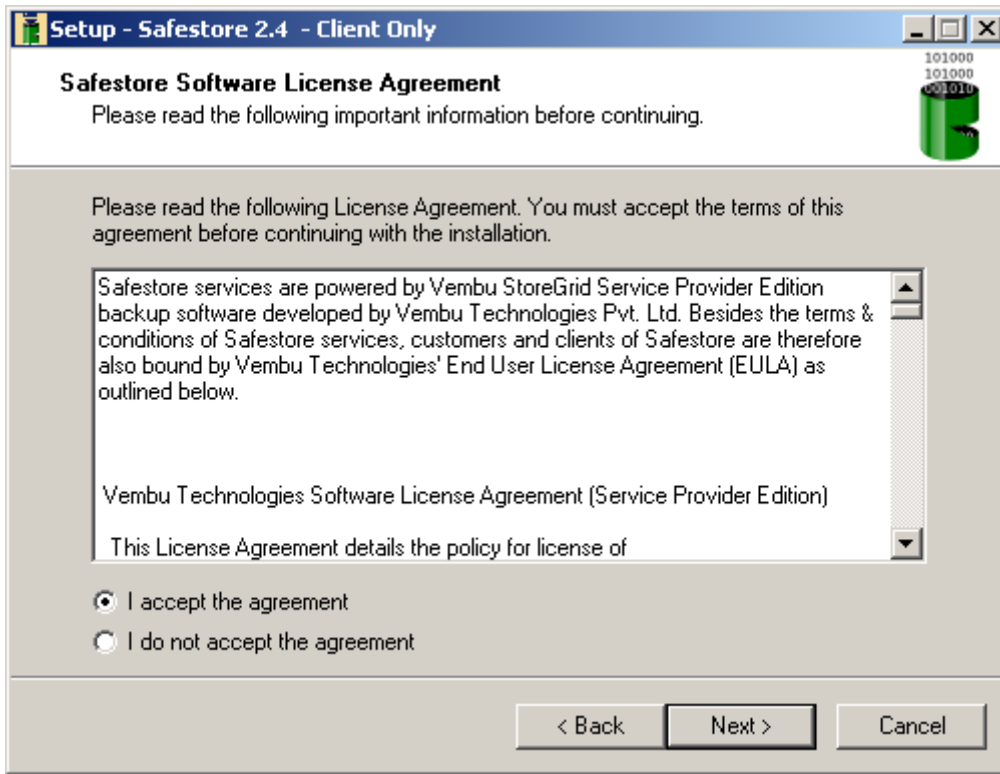 Setup - Safestore 2.4  - Client Only
101000
101000
001010
Safestore Software License Agreement
Please read the following important information before continuing.
Please read the following License Agreement. You must accept the terms of this
agreement before continuing with the installation.
Safestore services are powered by Vembu StoreGrid Service Provider Edition
backup software developed by Vembu Technologies Pvt. Ltd. Besides the terms &
conditions of Safestore services, customers and clients of Safestore are therefore
also bound by Vembu Technologies' End User License Agreement (EULA) as
outlined below.
Vembu Technologies Software License Agreement (Service Provider Edition)
This License Agreement details the policy for license of
I accept the agreement
I do not accept the agreement
< Back Next > Cancel